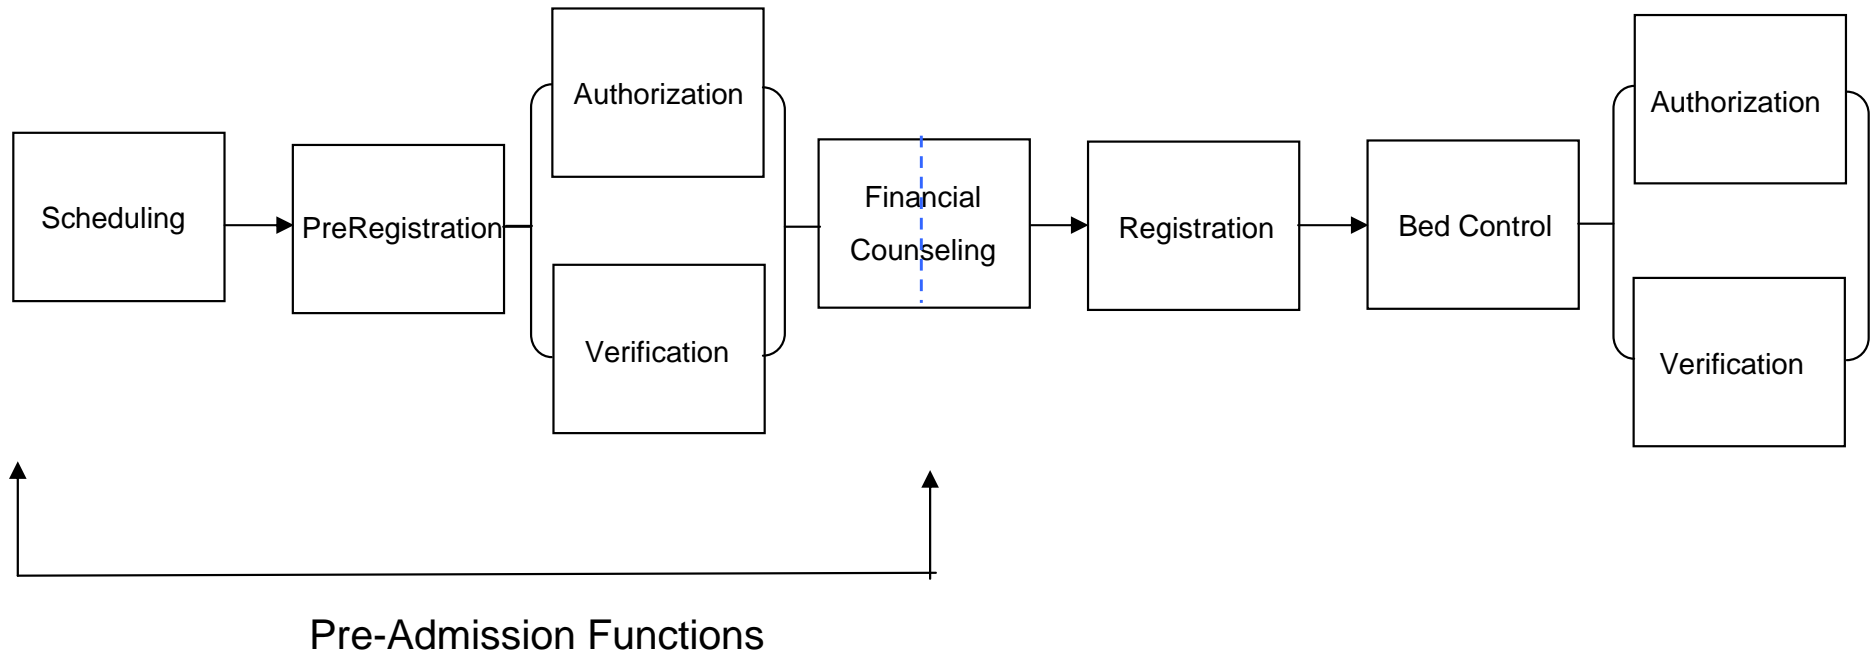 Scheduling
PreRegistration
Authorization
Verification
Financial
Counseling
Registration
Bed Control
Authorization
Verification
Pre-Admission Functions